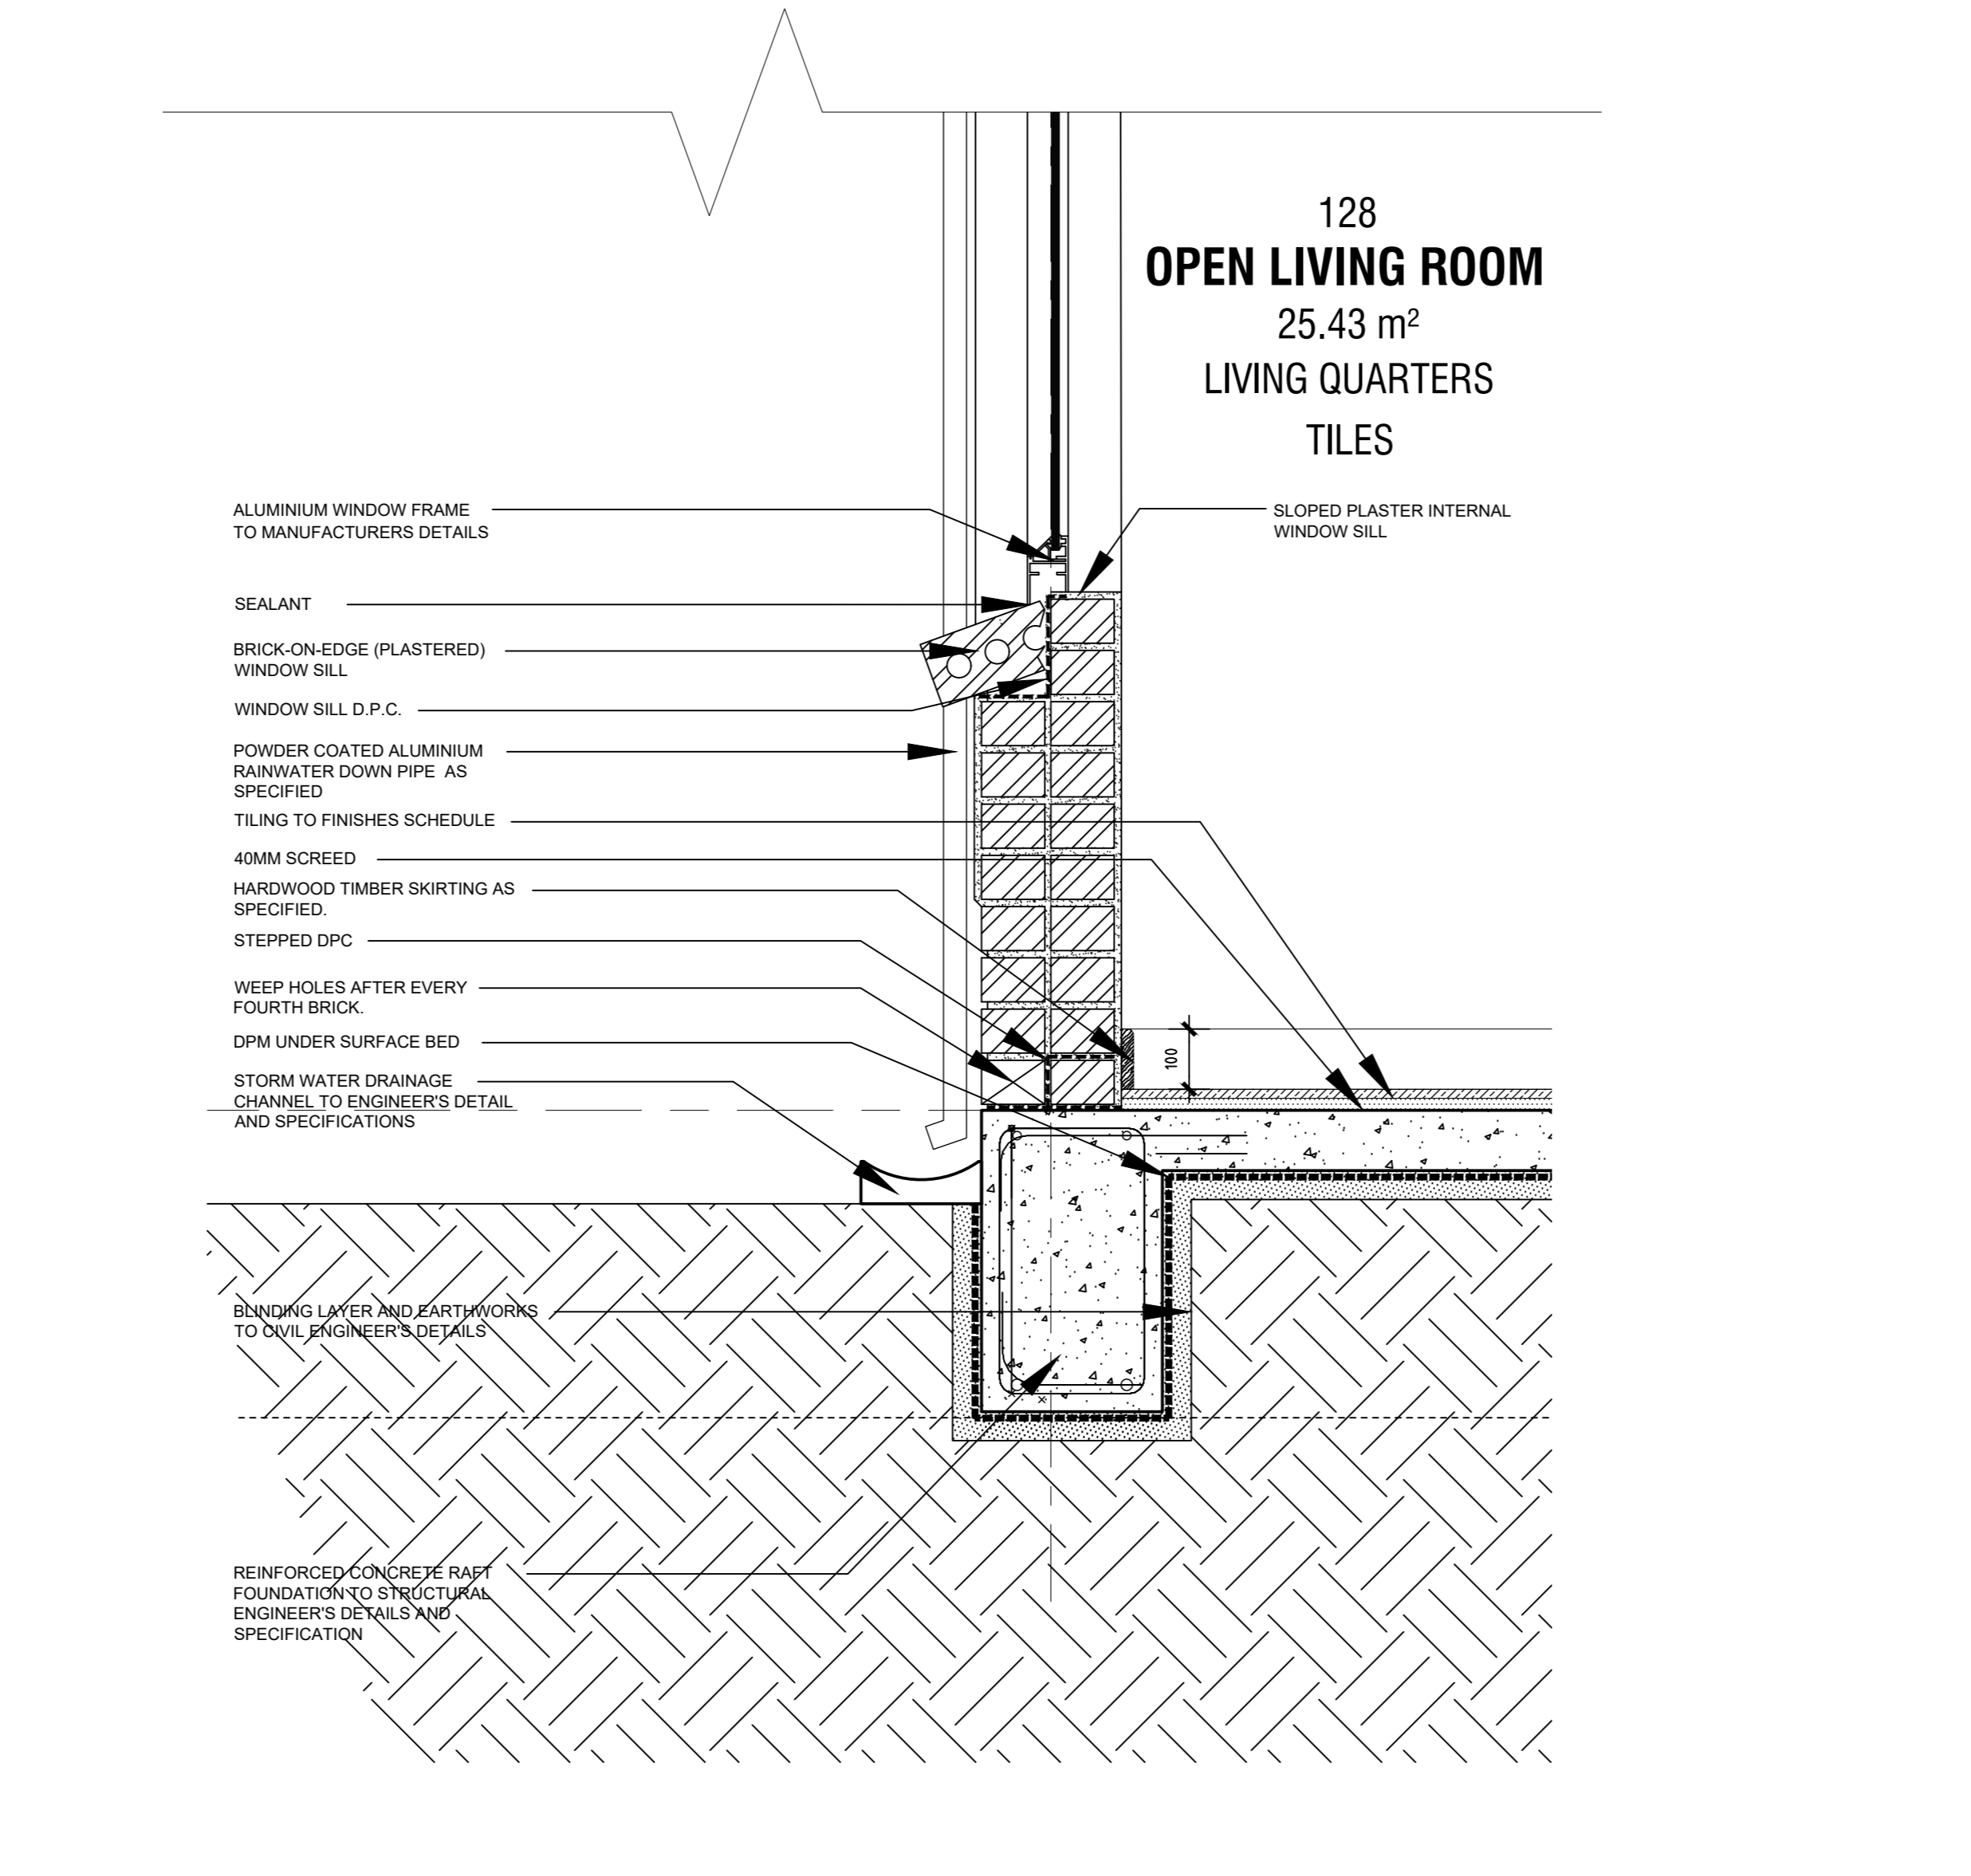 128
OPEN LIVING ROOM
25.43 m²
LIVING QUARTERS
TILES
ALUMINIUM WINDOW FRAME
TO MANUFACTURERS DETAILS
SLOPED PLASTER INTERNAL
WINDOW SILL
SEALANT
BRICK-ON-EDGE (PLASTERED)
WINDOW SILL
WINDOW SILL D.P.C.
POWDER COATED ALUMINIUM
RAINWATER DOWN PIPE AS
SPECIFIED
TILING TO FINISHES SCHEDULE
40MM SCREED
HARDWOOD TIMBER SKIRTING AS
SPECIFIED.
STEPPED DPC
WEEP HOLES AFTER EVERY
FOURTH BRICK.
DPM UNDER SURFACE BED
100
STORM WATER DRAINAGE
CHANNEL TO ENGINEER'S DETAIL
AND SPECIFICATIONS
BLINDING LAYER AND EARTHWORKS
TO CIVIL ENGINEER'S DETAILS
REINFORCED CONCRETE RAFT
FOUNDATION TO STRUCTURAL
ENGINEER'S DETAILS AND
SPECIFICATION